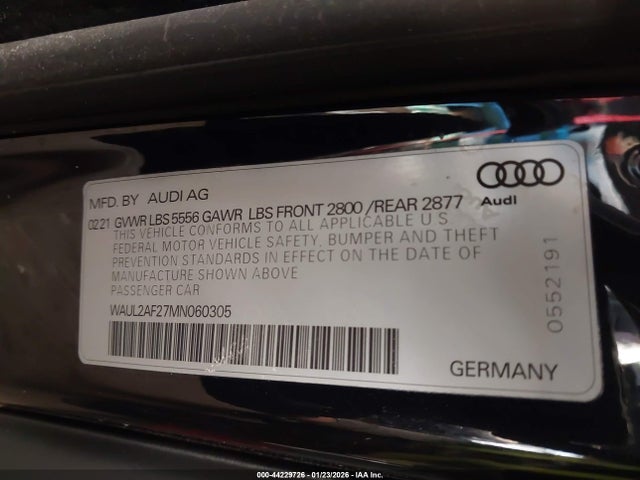 MFD. BY AUDI AG
Audi
0221 GVWR LBS 5556 GAWR LBS FRONT 2800 /REAR 2877
THIS VEHICLE CONFORMS TO ALL APPLICABLE U S
FEDERAL MOTOR VEHICLE SAFETY, BUMPER AND THEFT
PREVENTION STANDARDS IN EFFECT ON THE DATE OF
MANUFACTURE SHOWN ABOVE
PASSENGER CAR
WAUL2AF27MN060305
0552191
GERMANY
000-44229726 - 01/23/2026 - Copyright IAA, Inc.